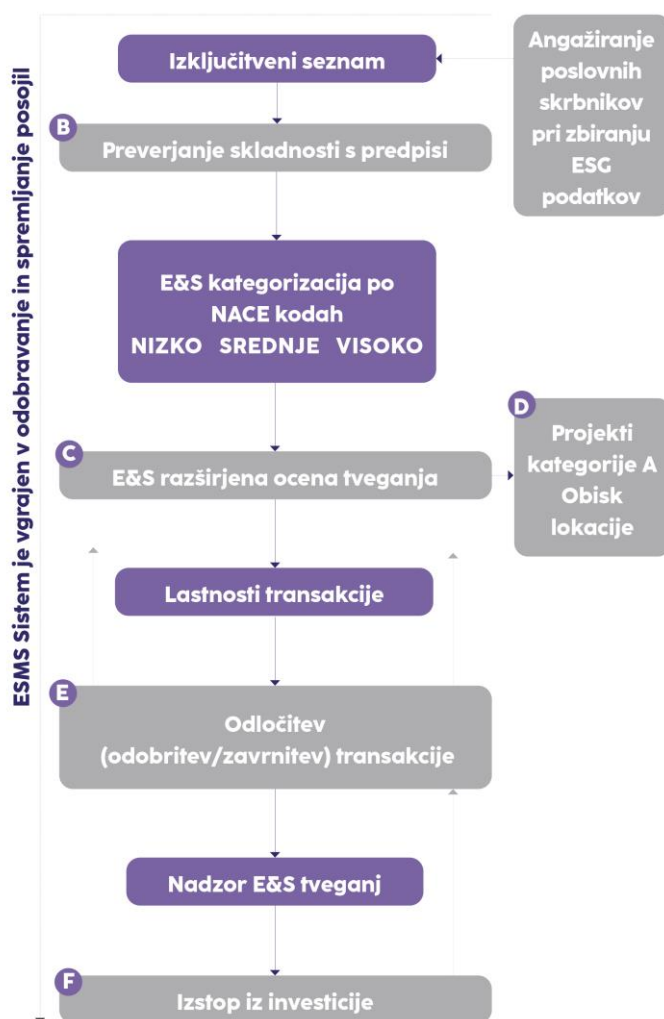 ESMS Sistem je vgrajen v odobravanje in spremljanje posojil
Izključitveni seznam
Angažiranje
poslovnih
skrbnikov
pri zbiranju
ESG
podatkov
B
Preverjanje skladnosti s predpisi
E&S kategorizacija po
NACE kodah
NIZKO SREDNJE VISOKO
D
Projekti
kategorije A
Obisk
lokacije
C
E&S razširjena ocena tveganja
Lastnosti transakcije
E
Odločitev
(odobritev/zavrnitev) transakcije
Nadzor E&S tveganj
F
Izstop iz investicije